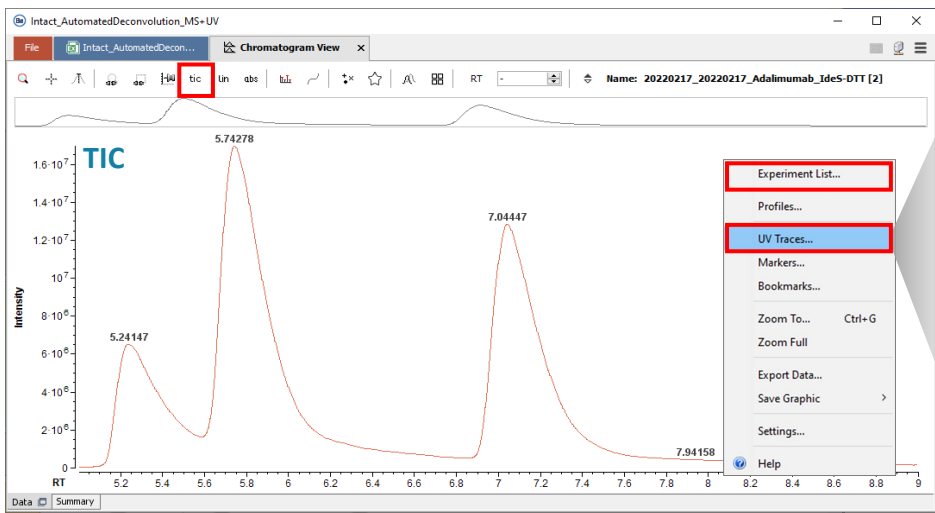 Intact_AutomatedDeconvolution_MS+UV
File Intact_AutomatedDecon... Chromatogram View x
tic lin abs RT - Name: 20220217_20220217_Adalimumab_IdeS-DTT [2]
TIC
5.74278
7.04447
5.24147
7.94158
Intensity
1.6·10⁷
1.4·10⁷
1.2·10⁷
10⁷
8·10⁶
6·10⁶
4·10⁶
2·10⁶
0
RT 5.2 5.4 5.6 5.8 6 6.2 6.4 6.6 6.8 7 7.2 7.4 7.6 7.8 8 8.2 8.4 8.6 8.8 9
Experiment List...
Profiles...
UV Traces...
Markers...
Bookmarks...
Zoom To... Ctrl+G
Zoom Full
Export Data...
Save Graphic >
Settings...
Help
Data Summary